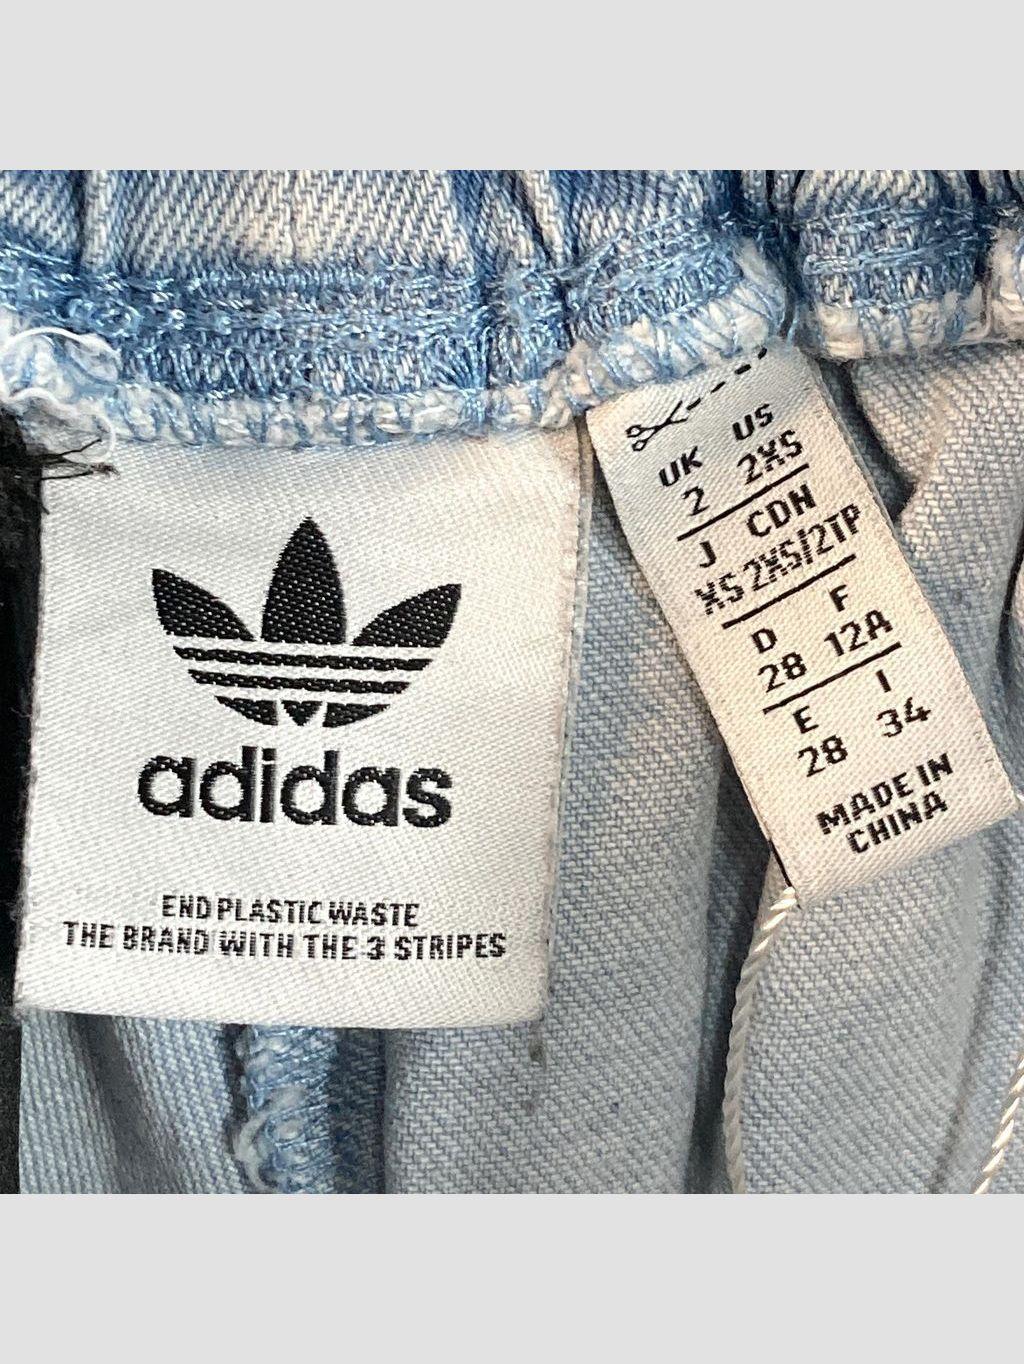 adidas
END PLASTIC WASTE
THE BRAND WITH THE 3 STRIPES
UK US
2 2XS
J CDN
XS 2XS/2TP
D F
28 12A
E I
28 34
MADE IN
CHINA